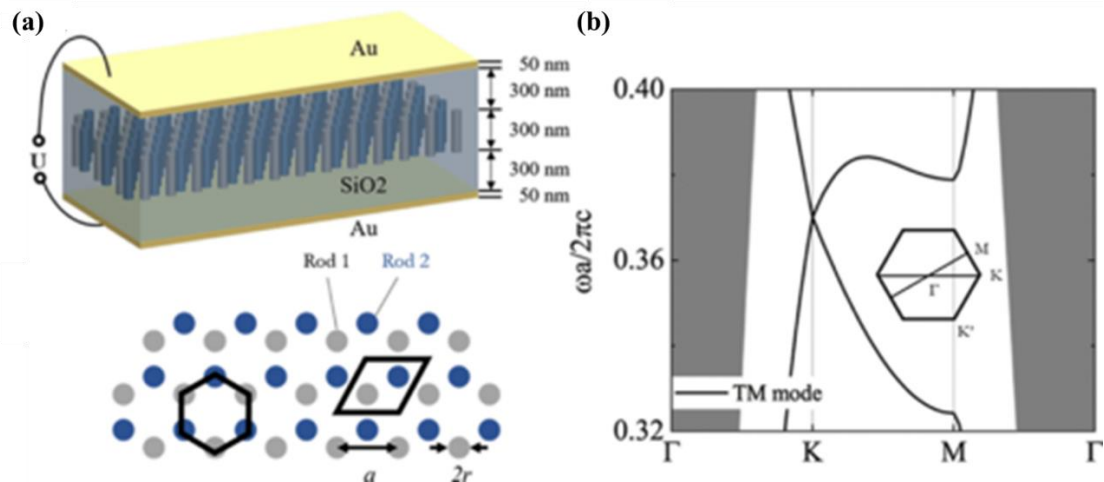 (a)
Au
50 nm
300 nm
300 nm
300 nm
50 nm
U
SiO2
Au
Rod 1 Rod 2
a
2r
(b)
0.40
0.36
0.32
ωa/2πc
M
K
Γ
K'
TM mode
Γ K M Γ